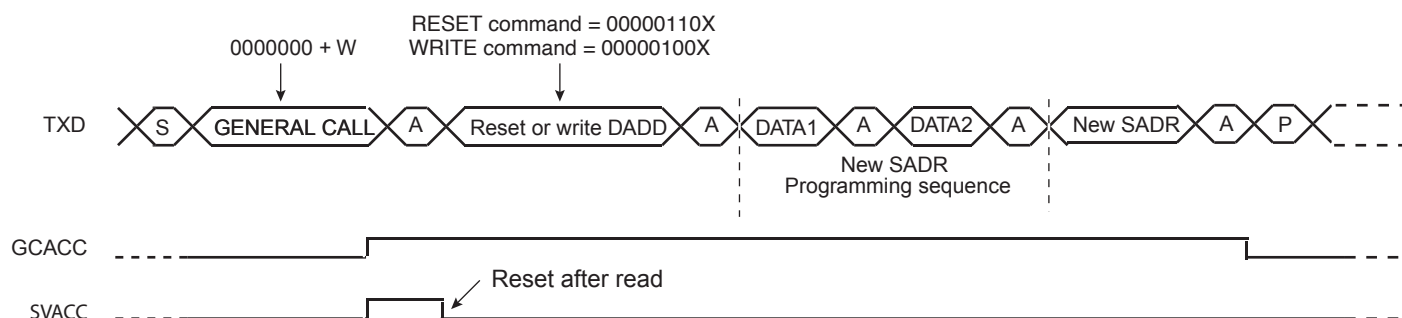 RESET command = 00000110X
0000000 + W
WRITE command = 00000100X
TXD
S
GENERAL CALL
A
Reset or write DADD
A
DATA1
A
DATA2
A
New SADR
A
P
New SADR
Programming sequence
GCACC
Reset after read
SVACC